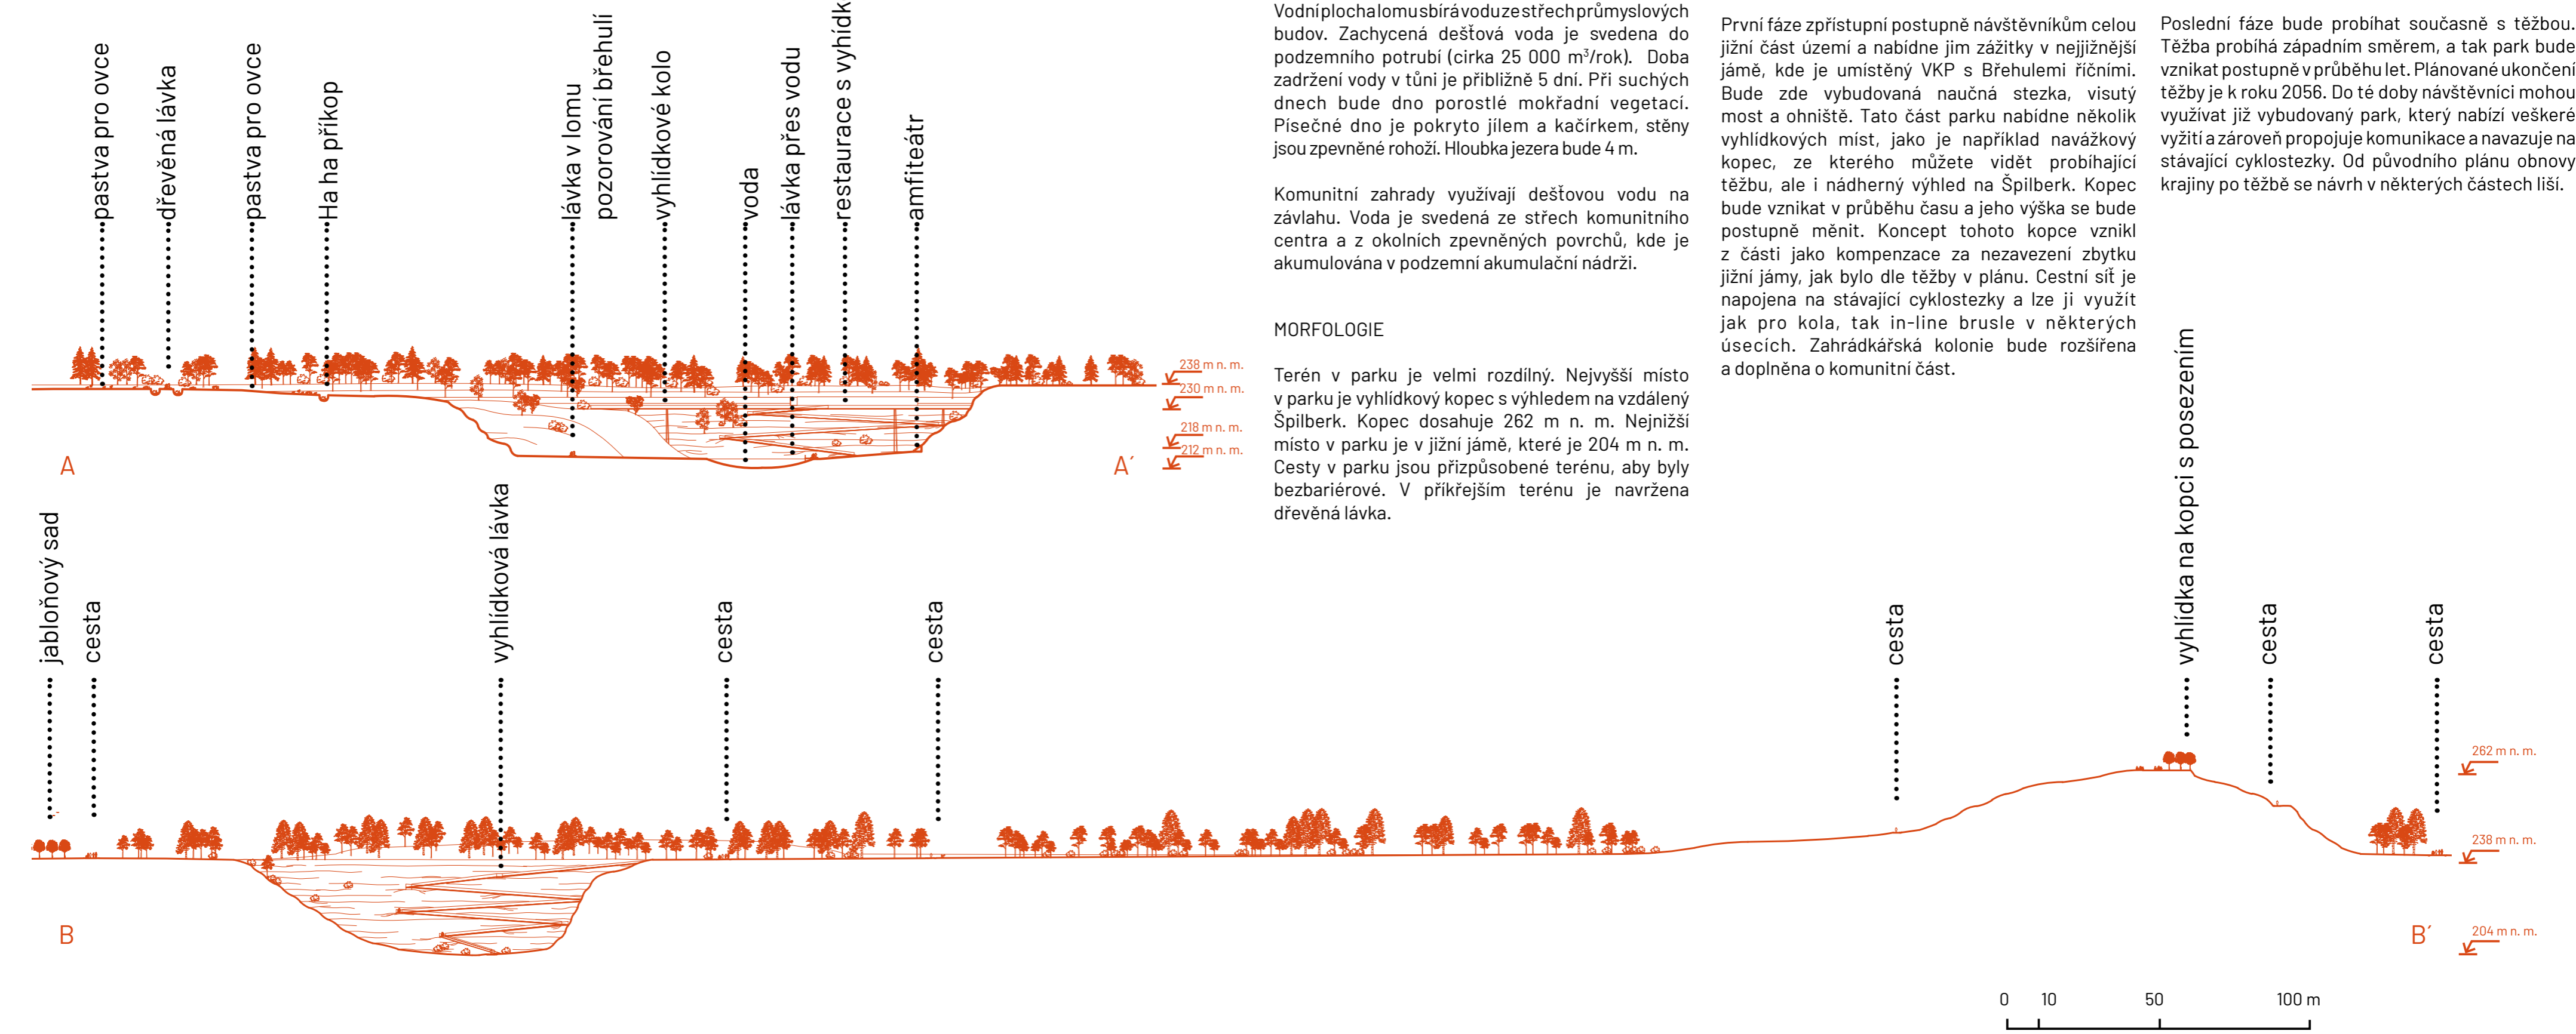 pastva pro ovce
dřevěná lávka
pastva pro ovce
Ha ha příkop
lávka v lomu
pozorování břehulí
vyhlídkové kolo
voda
lávka přes vodu
restaurace s vyhídk
amfiteátr
238 m n. m.
230 m n. m.
218 m n. m.
212 m n. m.
A
A´
Vodní plocha lomu sbírá vodu ze střech průmyslových
budov. Zachycená dešťová voda je svedena do
podzemního potrubí (cirka 25 000 m³/rok). Doba
zadržení vody v tůni je přibližně 5 dní. Při suchých
dnech bude dno porostlé mokřadní vegetací.
Písečné dno je pokryto jílem a kačírkem, stěny
jsou zpevněné rohoží. Hloubka jezera bude 4 m.
Komunitní zahrady využívají dešťovou vodu na
závlahu. Voda je svedená ze střech komunitního
centra a z okolních zpevněných povrchů, kde je
akumulována v podzemní akumulační nádrži.
MORFOLOGIE
Terén v parku je velmi rozdílný. Nejvyšší místo
v parku je vyhlídkový kopec s výhledem na vzdálený
Špilberk. Kopec dosahuje 262 m n. m. Nejnižší
místo v parku je v jižní jámě, které je 204 m n. m.
Cesty v parku jsou přizpůsobené terénu, aby byly
bezbariérové. V příkřejším terénu je navržena
dřevěná lávka.
První fáze zpřístupní postupně návštěvníkům celou
jižní část území a nabídne jim zážitky v nejjižnější
jámě, kde je umístěný VKP s Břehulemi říčními.
Bude zde vybudovaná naučná stezka, visutý
most a ohniště. Tato část parku nabídne několik
vyhlídkových míst, jako je například navážkový
kopec, ze kterého můžete vidět probíhající
těžbu, ale i nádherný výhled na Špilberk. Kopec
bude vznikat v průběhu času a jeho výška se bude
postupně měnit. Koncept tohoto kopce vznikl
z části jako kompenzace za nezavezení zbytku
jižní jámy, jak bylo dle těžby v plánu. Cestní síť je
napojena na stávající cyklostezky a lze ji využít
jak pro kola, tak in-line brusle v některých
úsecích. Zahrádkářská kolonie bude rozšířena
a doplněna o komunitní část.
Poslední fáze bude probíhat současně s těžbou.
Těžba probíhá západním směrem, a tak park bude
vznikat postupně v průběhu let. Plánované ukončení
těžby je k roku 2056. Do té doby návštěvníci mohou
využívat již vybudovaný park, který nabízí veškeré
vyžití a zároveň propojuje komunikace a navazuje na
stávající cyklostezky. Od původního plánu obnovy
krajiny po těžbě se návrh v některých částech liší.
jabloňový sad
cesta
vyhlídková lávka
cesta
cesta
cesta
vyhlídka na kopci s posezením
cesta
cesta
262 m n. m.
238 m n. m.
204 m n. m.
B
B´
0 10 50 100 m